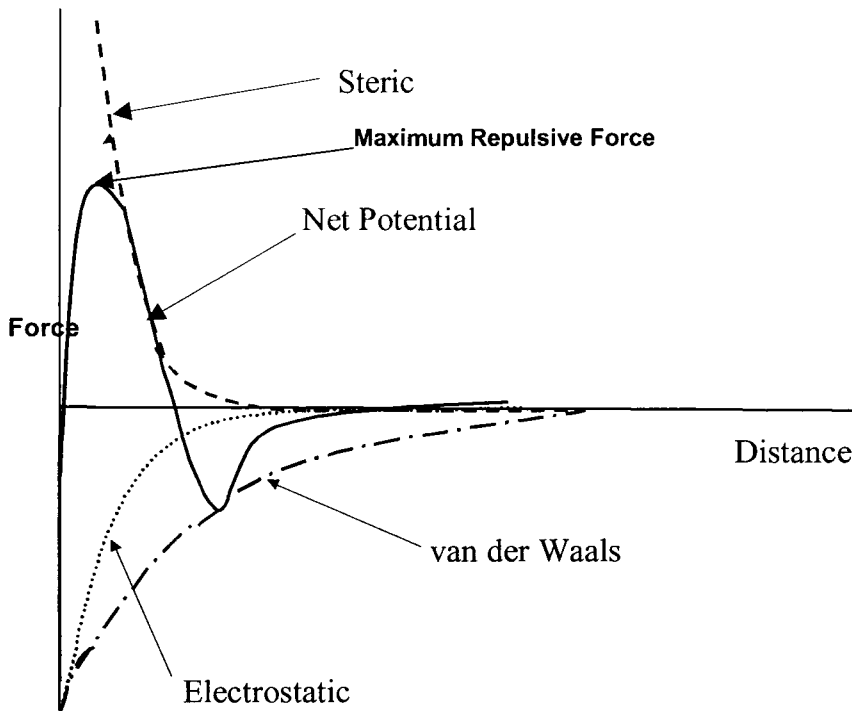 Steric
Maximum Repulsive Force
Net Potential
Force
Distance
van der Waals
Electrostatic